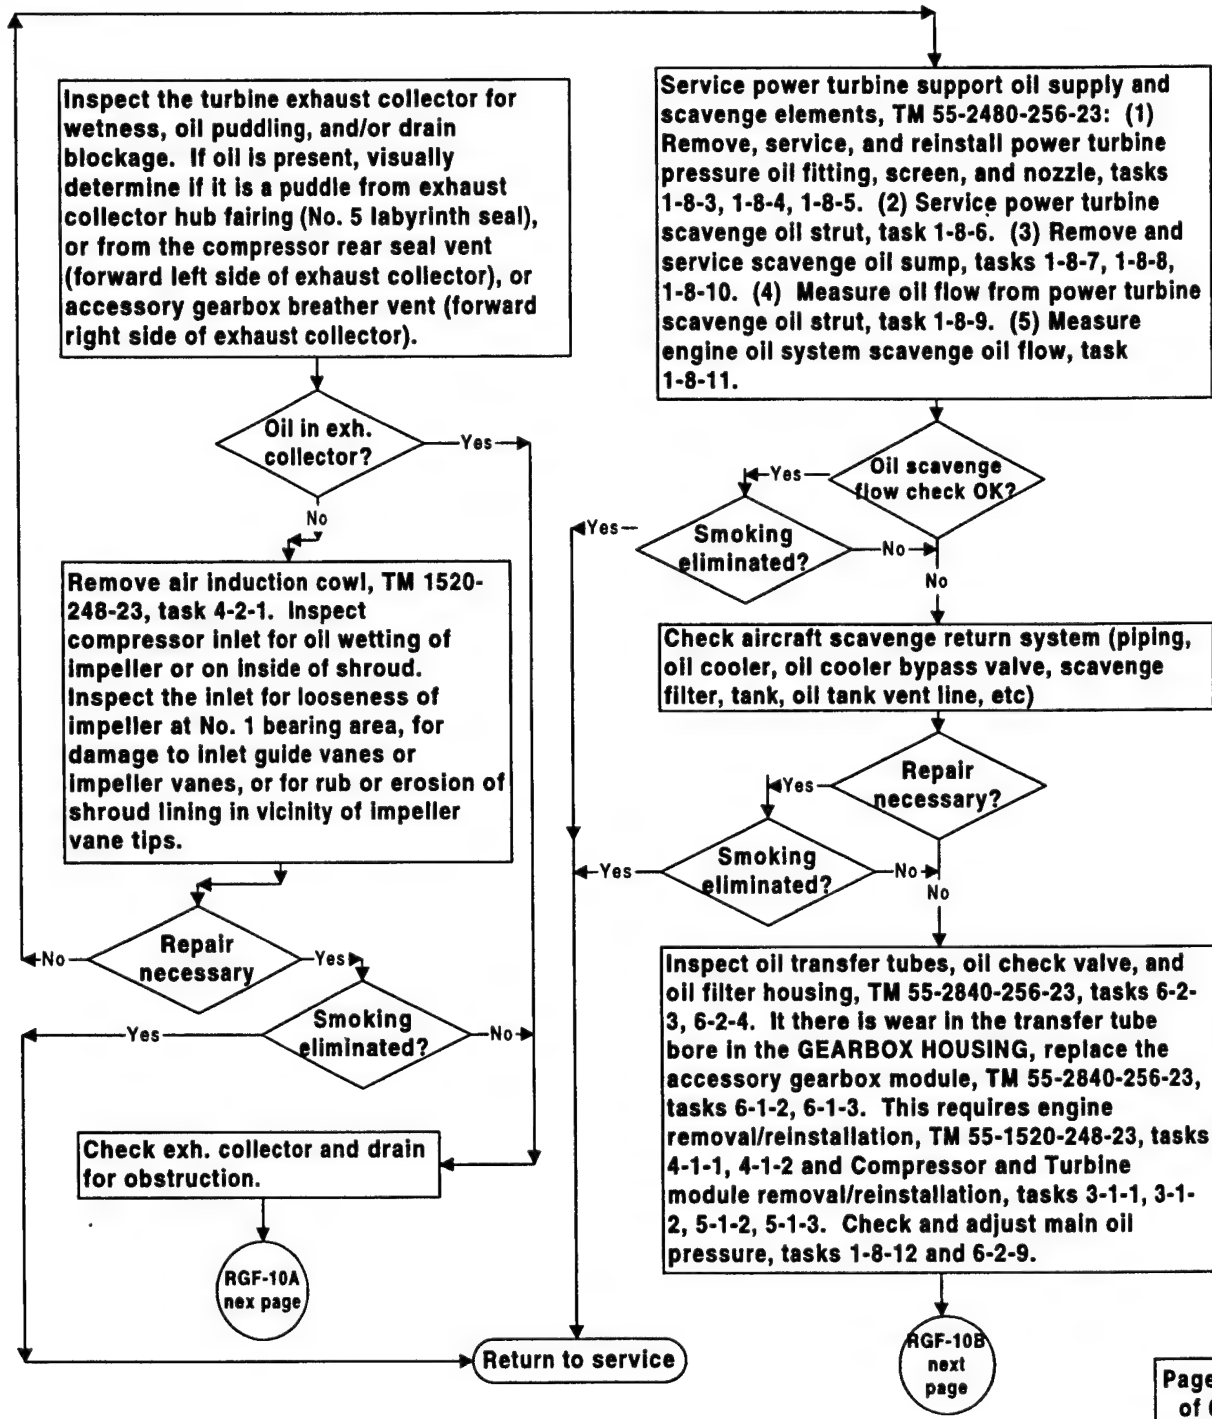 Inspect the turbine exhaust collector for
wetness, oil puddling, and/or drain
blockage. If oil is present, visually
determine if it is a puddle from exhaust
collector hub fairing (No. 5 labyrinth seal),
or from the compressor rear seal vent
(forward left side of exhaust collector), or
accessory gearbox breather vent (forward
right side of exhaust collector).
Oil in exh.
collector?
Yes
No
Remove air induction cowl, TM 1520-
248-23, task 4-2-1. Inspect
compressor inlet for oil wetting of
impeller or on inside of shroud.
Inspect the inlet for looseness of
impeller at No. 1 bearing area, for
damage to inlet guide vanes or
impeller vanes, or for rub or erosion of
shroud lining in vicinity of impeller
vane tips.
Repair
necessary
No
Yes
Smoking
eliminated?
Yes
No
Check exh. collector and drain
for obstruction.
RGF-10A
nex page
Service power turbine support oil supply and
scavenge elements, TM 55-2480-256-23: (1)
Remove, service, and reinstall power turbine
pressure oil fitting, screen, and nozzle, tasks
1-8-3, 1-8-4, 1-8-5. (2) Service power turbine
scavenge oil strut, task 1-8-6. (3) Remove and
service scavenge oil sump, tasks 1-8-7, 1-8-8,
1-8-10. (4) Measure oil flow from power turbine
scavenge oil strut, task 1-8-9. (5) Measure
engine oil system scavenge oil flow, task
1-8-11.
Oil scavenge
flow check OK?
Yes
Smoking
eliminated?
Yes
No
No
Check aircraft scavenge return system (piping,
oil cooler, oil cooler bypass valve, scavenge
filter, tank, oil tank vent line, etc)
Repair
necessary?
Yes
Smoking
eliminated?
Yes
No
No
Inspect oil transfer tubes, oil check valve, and
oil filter housing, TM 55-2840-256-23, tasks 6-2-
3, 6-2-4. It there is wear in the transfer tube
bore in the GEARBOX HOUSING, replace the
accessory gearbox module, TM 55-2840-256-23,
tasks 6-1-2, 6-1-3. This requires engine
removal/reinstallation, TM 55-1520-248-23, tasks
4-1-1, 4-1-2 and Compressor and Turbine
module removal/reinstallation, tasks 3-1-1, 3-1-
2, 5-1-2, 5-1-3. Check and adjust main oil
pressure, tasks 1-8-12 and 6-2-9.
RGF-10B
next
page
Return to service
Page
of